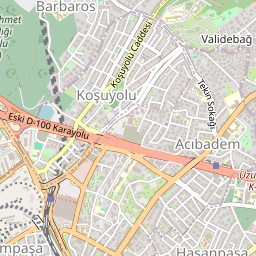 Barbaros
Koşuyolu Caddesi
Validebağ
Koşuyolu
Tekin Sokağı
Eski D-100 Karayolu
Acıbadem
Hasanpaşa